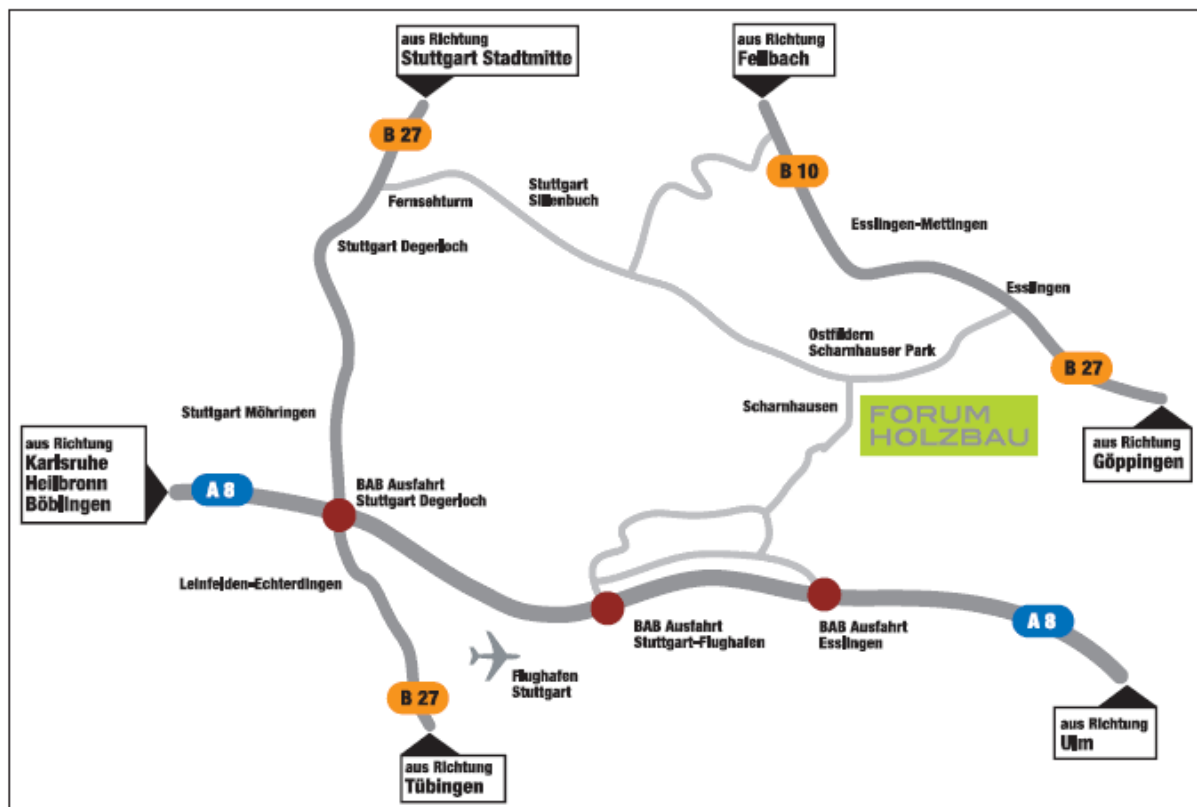 aus Richtung
Stuttgart Stadtmitte
aus Richtung
Fellbach
B 27
B 10
Stuttgart
Sillenbuch
Fernsehturm
Esslingen-Mettingen
Stuttgart Degerloch
Esslingen
Ostfildern
Scharnhauser Park
B 27
Stuttgart Möhringen
Scharnhausen
FORUM
HOLZBAU
aus Richtung
Göppingen
aus Richtung
Karlsruhe
Heilbronn
Böblingen
A 8
BAB Ausfahrt
Stuttgart Degerloch
Leinfelden-Echterdingen
BAB Ausfahrt
Stuttgart-Flughafen
BAB Ausfahrt
Esslingen
A 8
Flughafen
Stuttgart
B 27
aus Richtung
Ulm
aus Richtung
Tübingen